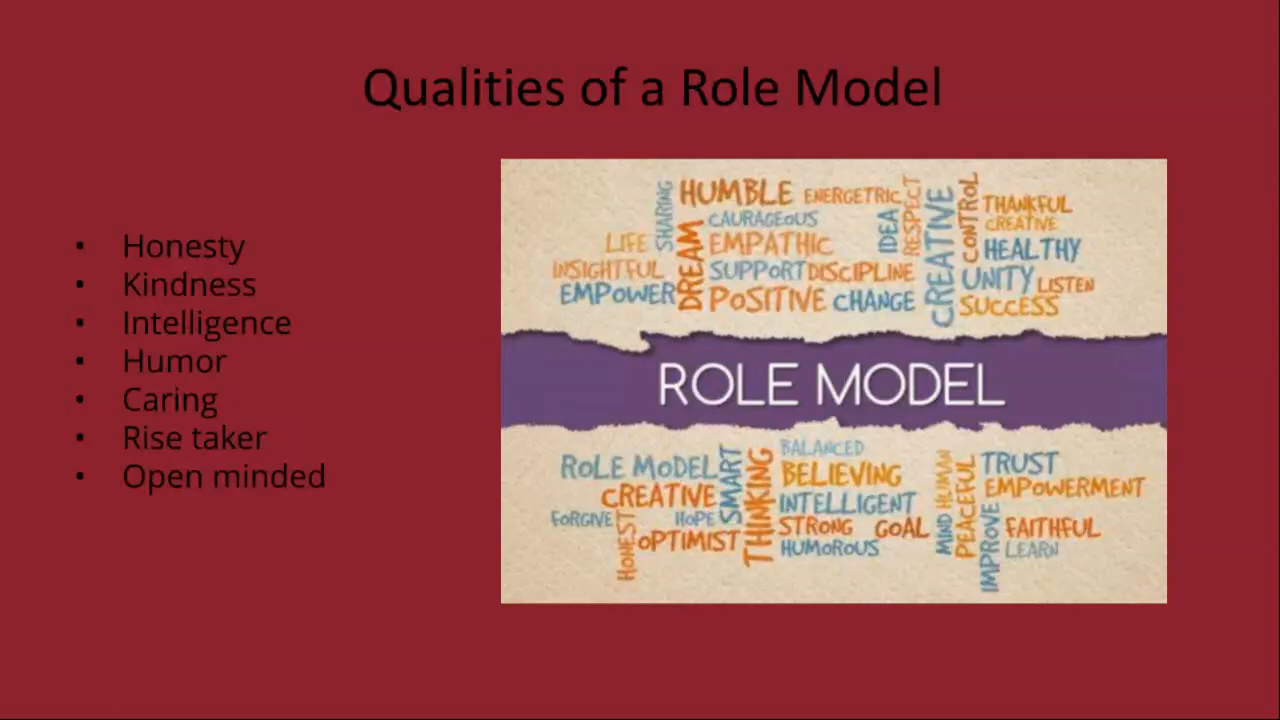 Qualities of a Role Model
• Honesty
• Kindness
• Intelligence
• Humor
• Caring
• Rise taker
• Open minded
SHARING
HUMBLE
ENERGETRIC
RESPECT
CREATIVE
CONTROL
THANKFUL
CAURAGEOUS
IDEA
CREATIVE
LIFE
DREAM
EMPATHIC
HEALTHY
INSIGHTFUL
SUPPORT
DISCIPLINE
UNITY
LISTEN
EMPOWER
POSITIVE
CHANGE
SUCCESS
ROLE MODEL
BALANCED
ROLE MODEL
SMART
THINKING
BELIEVING
HUMAN
PEACEFUL
TRUST
CREATIVE
INTELLIGENT
EMPOWERMENT
FORGIVE
HOPE
STRONG
GOAL
MIND
IMPROVE
FAITHFUL
HONEST
OPTIMIST
HUMOROUS
LEARN